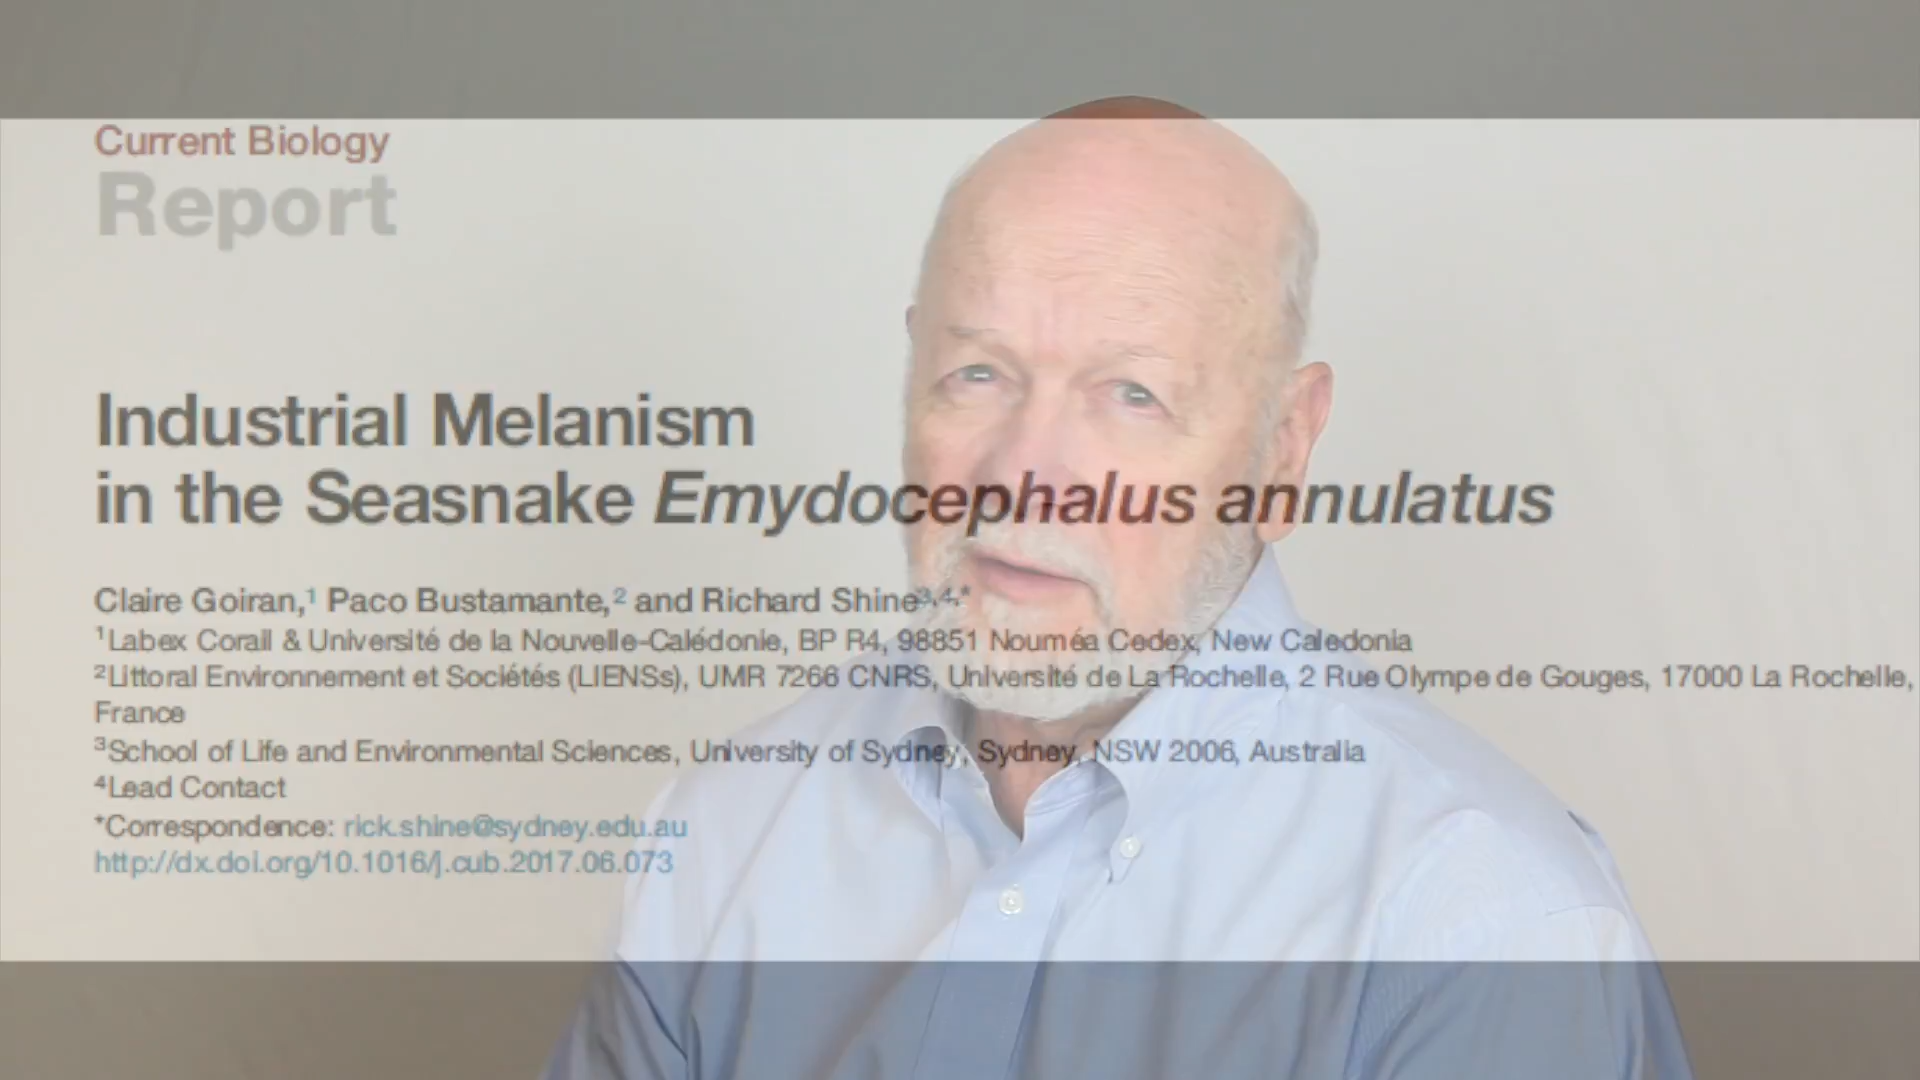 Current Biology
Report
Industrial Melanism
in the Seasnake Emydocephalus annulatus
Claire Goiran,1 Paco Bustamante,2 and Richard Shine3,4,*
1Labex Corail & Université de la Nouvelle-Calédonie, BP R4, 98851 Nouméa Cedex, New Caledonia
2Littoral Environnement et Sociétés (LIENSs), UMR 7266 CNRS, Université de La Rochelle, 2 Rue Olympe de Gouges, 17000 La Rochelle,
France
3School of Life and Environmental Sciences, University of Sydney, Sydney, NSW 2006, Australia
4Lead Contact
*Correspondence: rick.shine@sydney.edu.au
http://dx.doi.org/10.1016/j.cub.2017.06.073